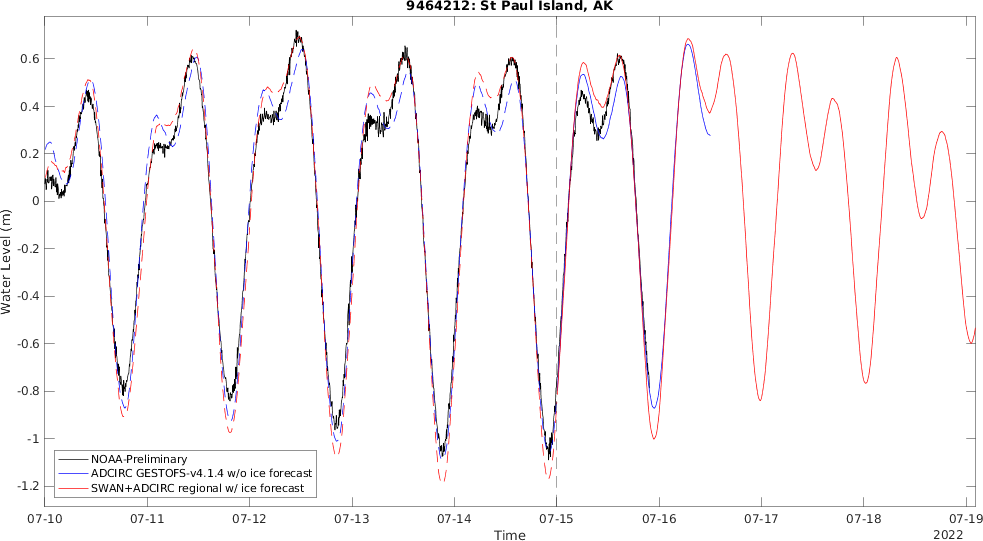 9464212: St Paul Island, AK
Water Level (m)
0.6
0.4
0.2
0
-0.2
-0.4
-0.6
-0.8
-1
-1.2
NOAA-Preliminary
ADCIRC GESTOFS-v4.1.4 w/o ice forecast
SWAN+ADCIRC regional w/ ice forecast
07-10 07-11 07-12 07-13 07-14 07-15 07-16 07-17 07-18 07-19
Time
2022